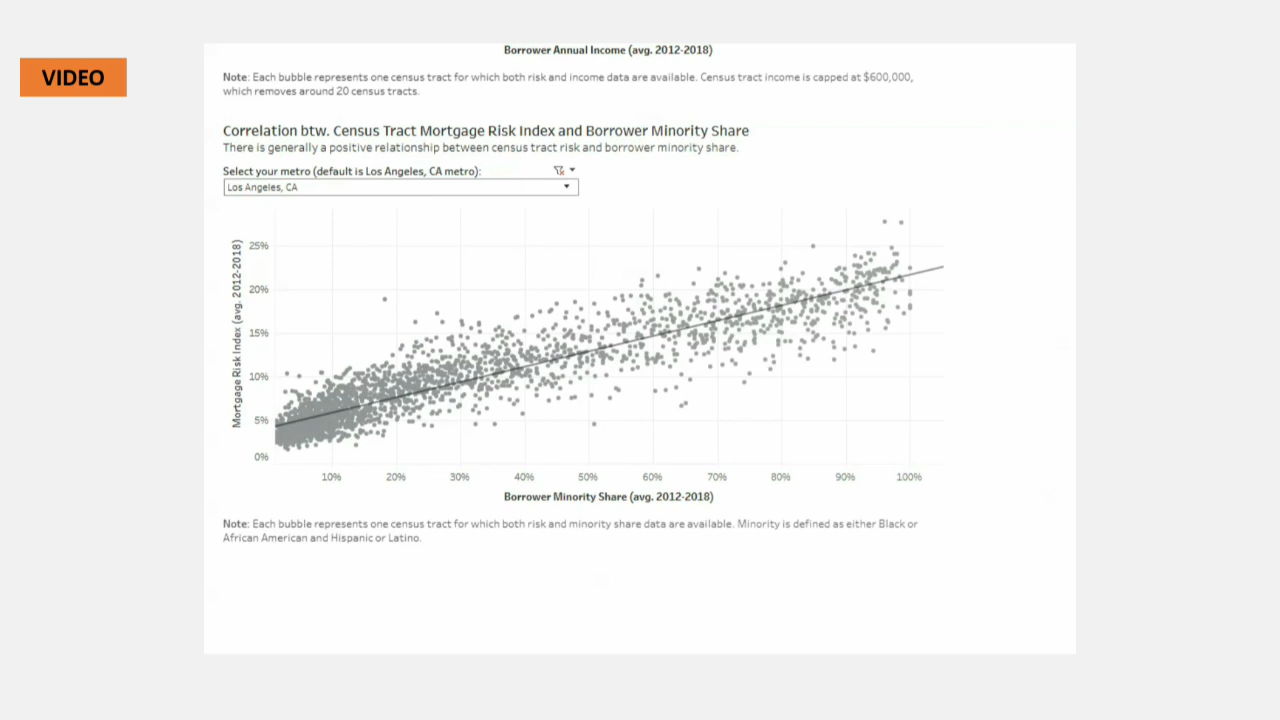 Borrower Annual Income (avg. 2012-2018)
VIDEO
Note: Each bubble represents one census tract for which both risk and income data are available. Census tract income is capped at $600,000,
which removes around 20 census tracts.
Correlation btw. Census Tract Mortgage Risk Index and Borrower Minority Share
There is generally a positive relationship between census tract risk and borrower minority share.
Select your metro (default is Los Angeles, CA metro):
Los Angeles, CA
Mortgage Risk Index (avg. 2012-2018)
25%
20%
15%
10%
5%
0%
10% 20% 30% 40% 50% 60% 70% 80% 90% 100%
Borrower Minority Share (avg. 2012-2018)
Note: Each bubble represents one census tract for which both risk and minority share data are available. Minority is defined as either Black or
African American and Hispanic or Latino.